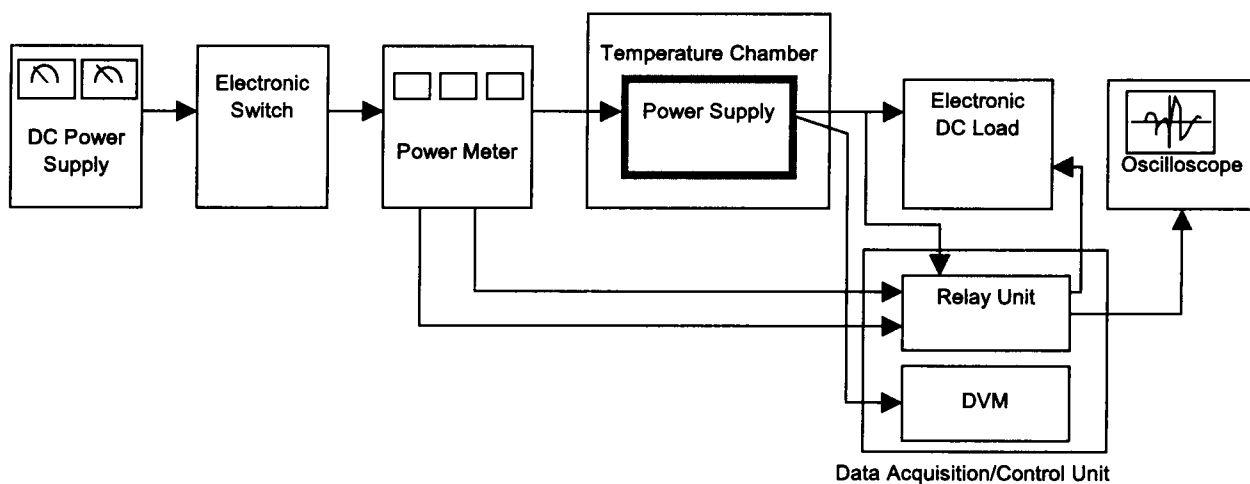 DC Power
Supply
Electronic
Switch
Power Meter
Temperature Chamber
Power Supply
Electronic
DC Load
Oscilloscope
Relay Unit
DVM
Data Acquisition/Control Unit